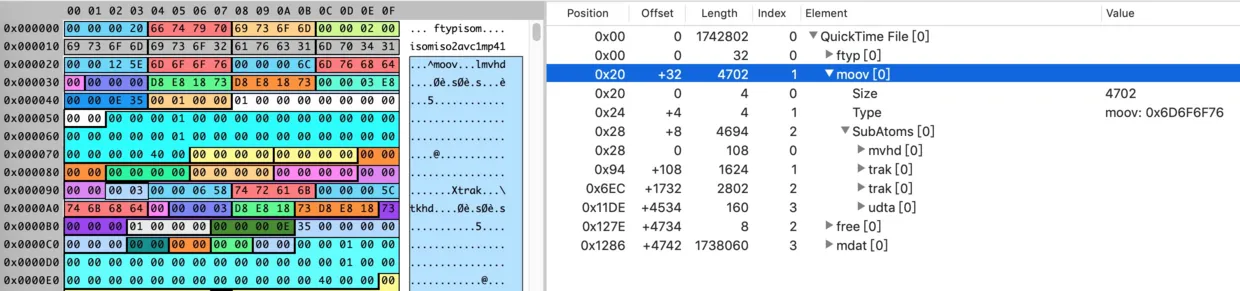 00 01 02 03 04 05 06 07 08 09 0A 0B 0C 0D 0E 0F
0x000000 00 00 00 20 66 74 79 70 69 73 6F 6D 00 00 02 00 ... ftypisom....
0x000010 69 73 6F 6D 69 73 6F 32 61 76 63 31 6D 70 34 31 isomiso2avc1mp41
0x000020 00 00 12 5E 6D 6F 6F 76 00 00 00 6C 6D 76 68 64 ...^moov...lmvhd
0x000030 00 00 00 00 D8 E8 18 73 D8 E8 18 73 00 00 03 E8 ....Øè.sØè.s...è
0x000040 00 00 0E 35 00 01 00 00 01 00 00 00 00 00 00 00 ...5............
0x000050 00 00 00 00 00 01 00 00 00 00 00 00 00 00 00 00 ................
0x000060 00 00 00 00 00 01 00 00 00 00 00 00 00 00 00 00 ................
0x000070 00 00 00 00 40 00 00 00 00 00 00 00 00 00 00 00 ....@...........
0x000080 00 00 00 00 00 00 00 00 00 00 00 00 00 00 00 00 ................
0x000090 00 00 00 03 00 00 06 58 74 72 61 6B 00 00 00 5C .......Xtrak...\
0x0000A0 74 6B 68 64 00 00 00 03 D8 E8 18 73 D8 E8 18 73 tkhd....Øè.sØè.s
0x0000B0 00 00 00 01 00 00 00 00 00 00 0E 35 00 00 00 00 ...........5....
0x0000C0 00 00 00 00 00 00 00 00 00 00 00 00 00 01 00 00 ................
0x0000D0 00 00 00 00 00 00 00 00 00 00 00 00 00 01 00 00 ................
0x0000E0 00 00 00 00 00 00 00 00 00 00 00 00 40 00 00 00 ............@...
Position Offset Length Index Element Value
0x00 0 1742802 0 QuickTime File [0]
0x00 0 32 0 ftyp [0]
0x20 +32 4702 1 moov [0]
0x20 0 4 0 Size 4702
0x24 +4 4 1 Type moov: 0x6D6F6F76
0x28 +8 4694 2 SubAtoms [0]
0x28 0 108 0 mvhd [0]
0x94 +108 1624 1 trak [0]
0x6EC +1732 2802 2 trak [0]
0x11DE +4534 160 3 udta [0]
0x127E +4734 8 2 free [0]
0x1286 +4742 1738060 3 mdat [0]